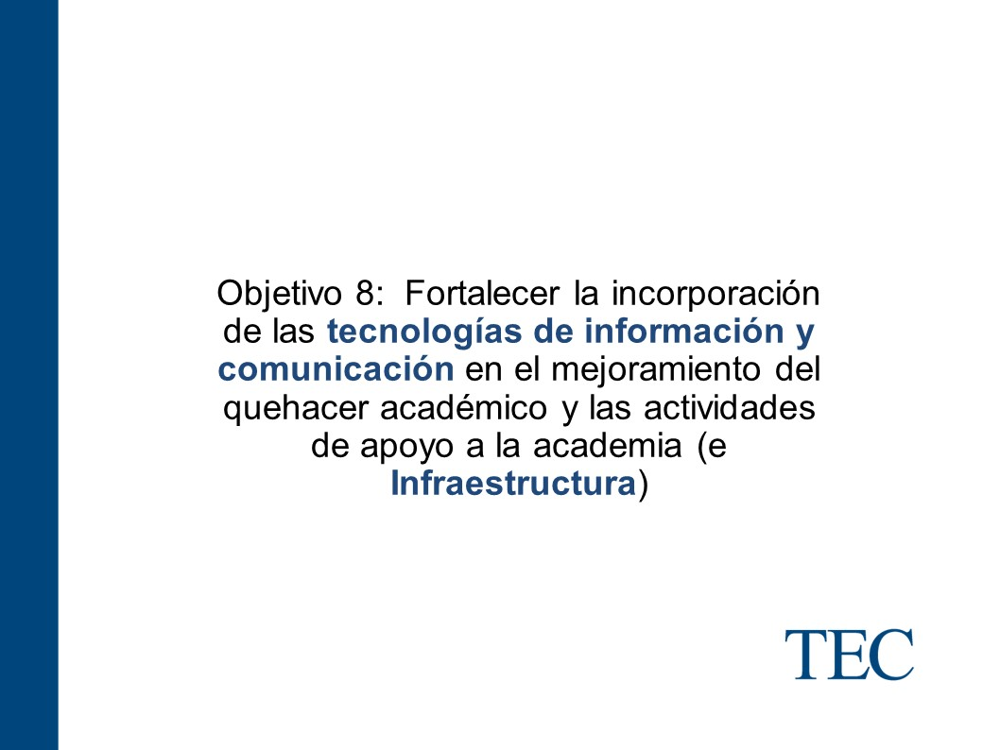 Objetivo 8:  Fortalecer la incorporación
de las tecnologías de información y
comunicación en el mejoramiento del
quehacer académico y las actividades
de apoyo a la academia (e
Infraestructura)
TEC